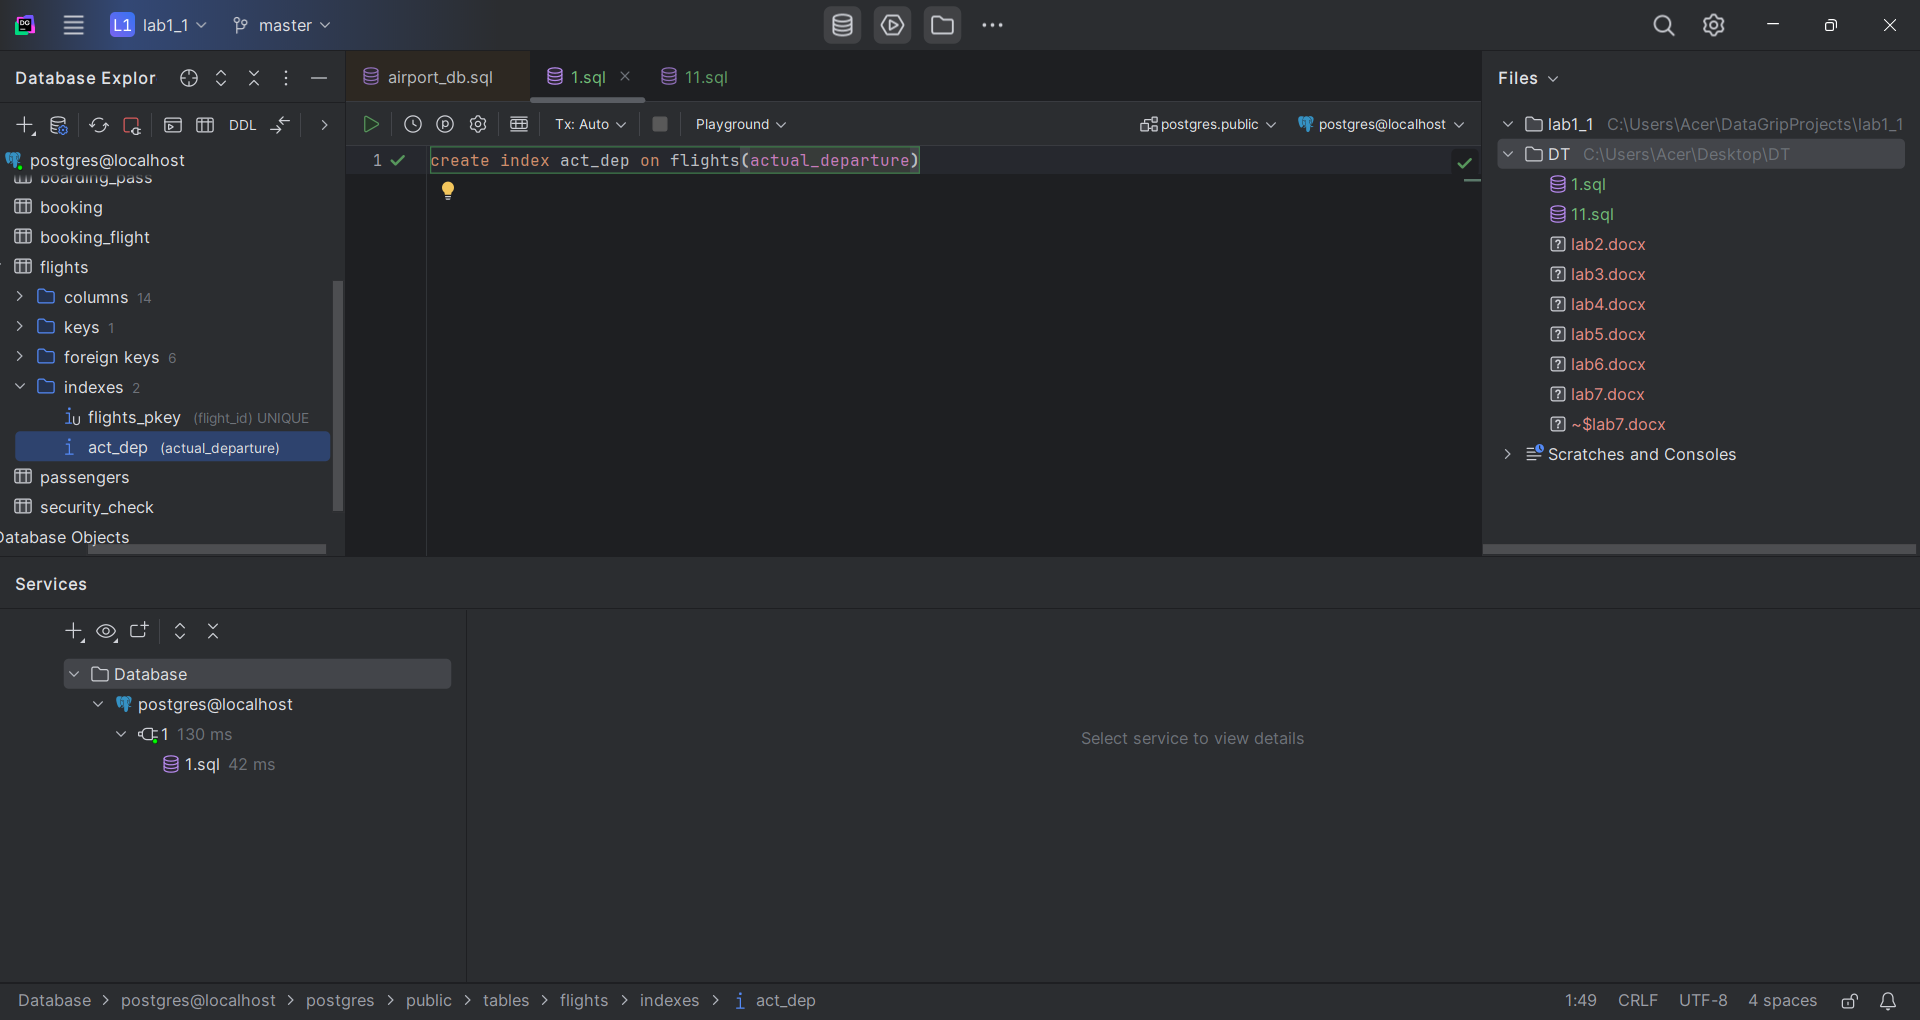 L1 lab1_1 master
Database Explor
airport_db.sql
1.sql
11.sql
Files
DDL
Tx: Auto
Playground
postgres.public
postgres@localhost
lab1_1 C:\Users\Acer\DataGripProjects\lab1_1
postgres@localhost
boarding_pass
booking
booking_flight
flights
columns 14
keys 1
foreign keys 6
indexes 2
flights_pkey (flight_id) UNIQUE
act_dep (actual_departure)
passengers
security_check
Database Objects
1 create index act_dep on flights(actual_departure)
DT C:\Users\Acer\Desktop\DT
1.sql
11.sql
lab2.docx
lab3.docx
lab4.docx
lab5.docx
lab6.docx
lab7.docx
~$lab7.docx
Scratches and Consoles
Services
Database
postgres@localhost
1 130 ms
1.sql 42 ms
Select service to view details
Database > postgres@localhost > postgres > public > tables > flights > indexes > act_dep
1:49 CRLF UTF-8 4 spaces